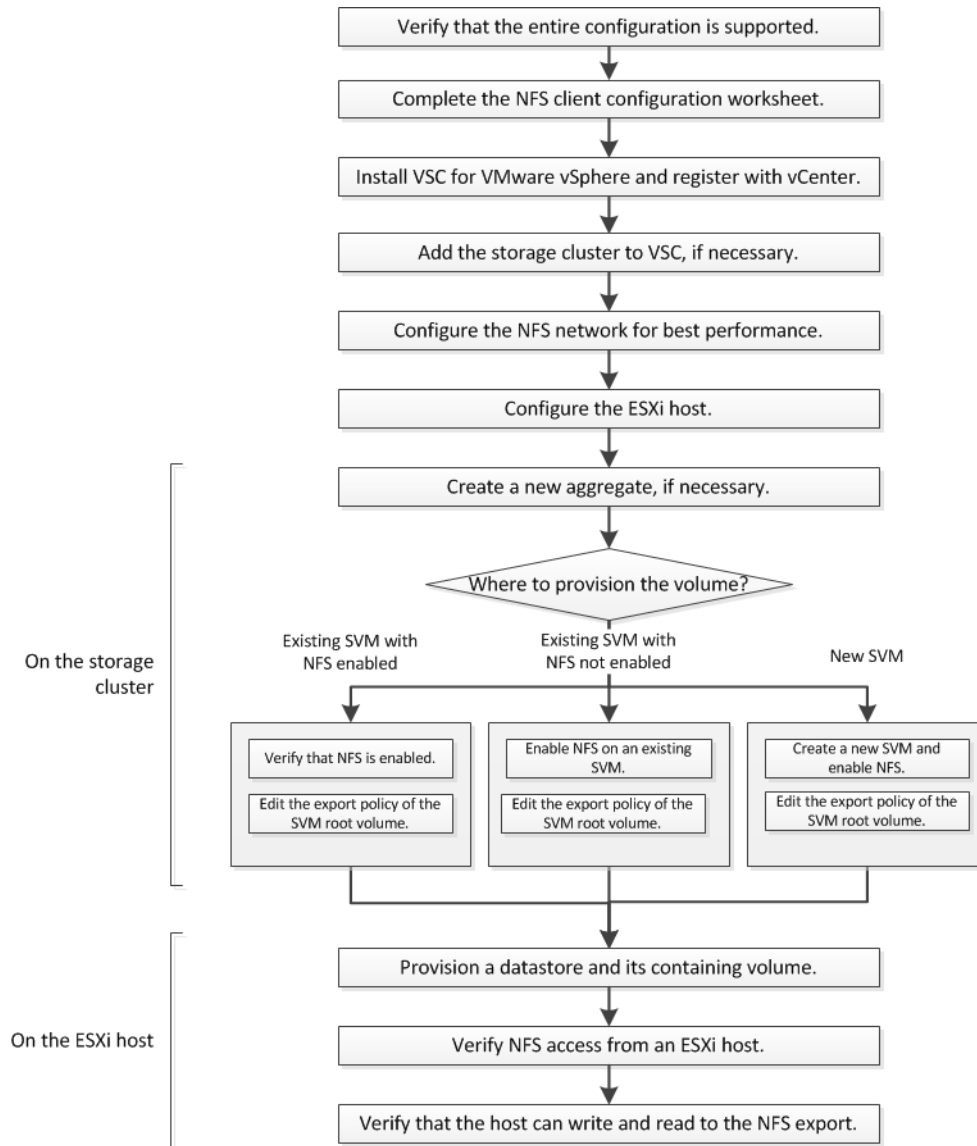 Verify that the entire configuration is supported.
Complete the NFS client configuration worksheet.
Install VSC for VMware vSphere and register with vCenter.
Add the storage cluster to VSC, if necessary.
Configure the NFS network for best performance.
Configure the ESXi host.
Create a new aggregate, if necessary.
Where to provision the volume?
On the storage
cluster
Existing SVM with
NFS enabled
Existing SVM with
NFS not enabled
New SVM
Verify that NFS is enabled.
Edit the export policy of the
SVM root volume.
Enable NFS on an existing
SVM.
Edit the export policy of the
SVM root volume.
Create a new SVM and
enable NFS.
Edit the export policy of the
SVM root volume.
On the ESXi host
Provision a datastore and its containing volume.
Verify NFS access from an ESXi host.
Verify that the host can write and read to the NFS export.